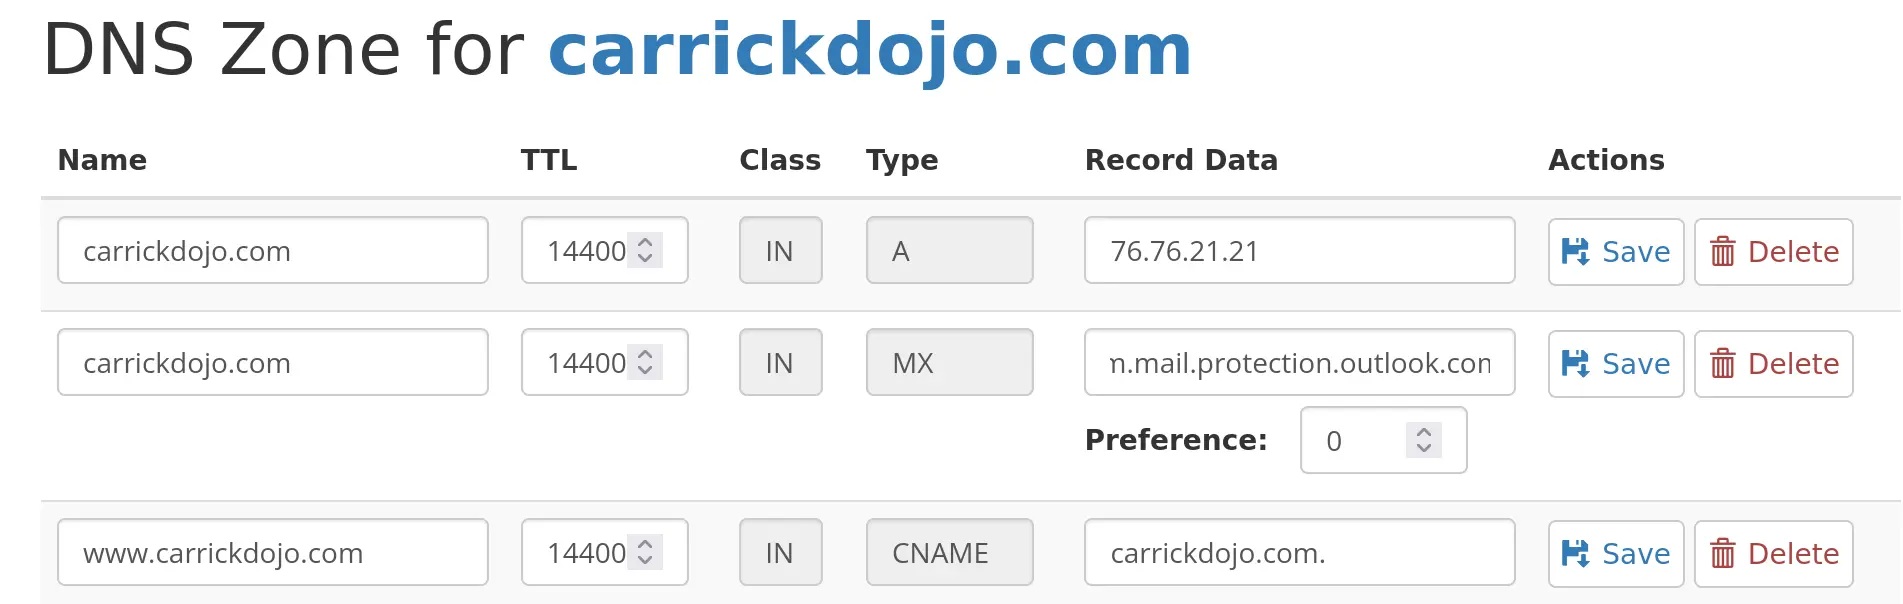 DNS Zone for carrickdojo.com
Name TTL Class Type Record Data Actions
carrickdojo.com 14400 IN A 76.76.21.21 Save Delete
carrickdojo.com 14400 IN MX .mail.protection.outlook.com Save Delete
Preference: 0
www.carrickdojo.com 14400 IN CNAME carrickdojo.com. Save Delete